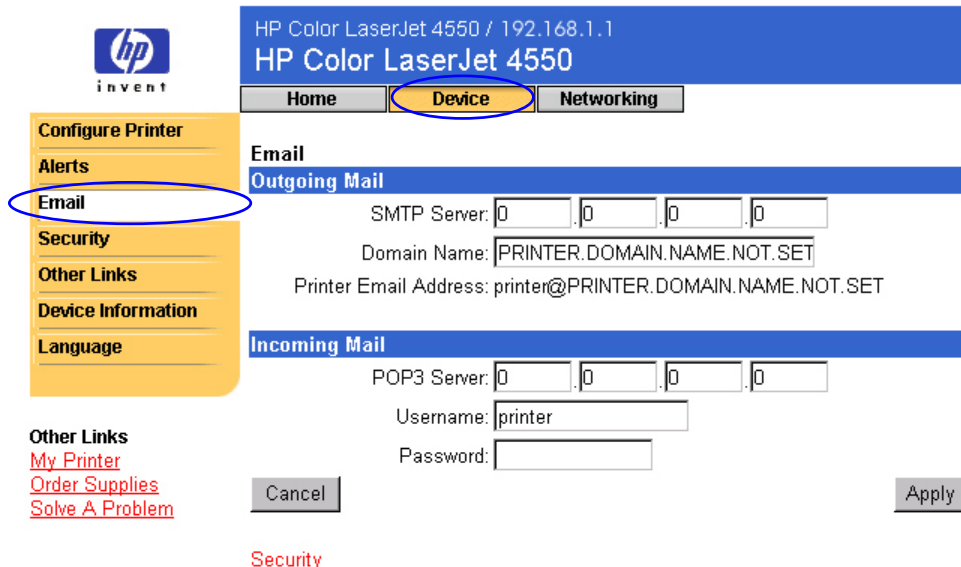 hp
invent
HP Color LaserJet 4550 / 192.168.1.1
HP Color LaserJet 4550
Home Device Networking
Configure Printer
Alerts
Email
Security
Other Links
Device Information
Language
Other Links
My Printer
Order Supplies
Solve A Problem
Email
Outgoing Mail
SMTP Server: 0 . 0 . 0 . 0
Domain Name: PRINTER.DOMAIN.NAME.NOT.SET
Printer Email Address: printer@PRINTER.DOMAIN.NAME.NOT.SET
Incoming Mail
POP3 Server: 0 . 0 . 0 . 0
Username: printer
Password:
Cancel Apply
Security